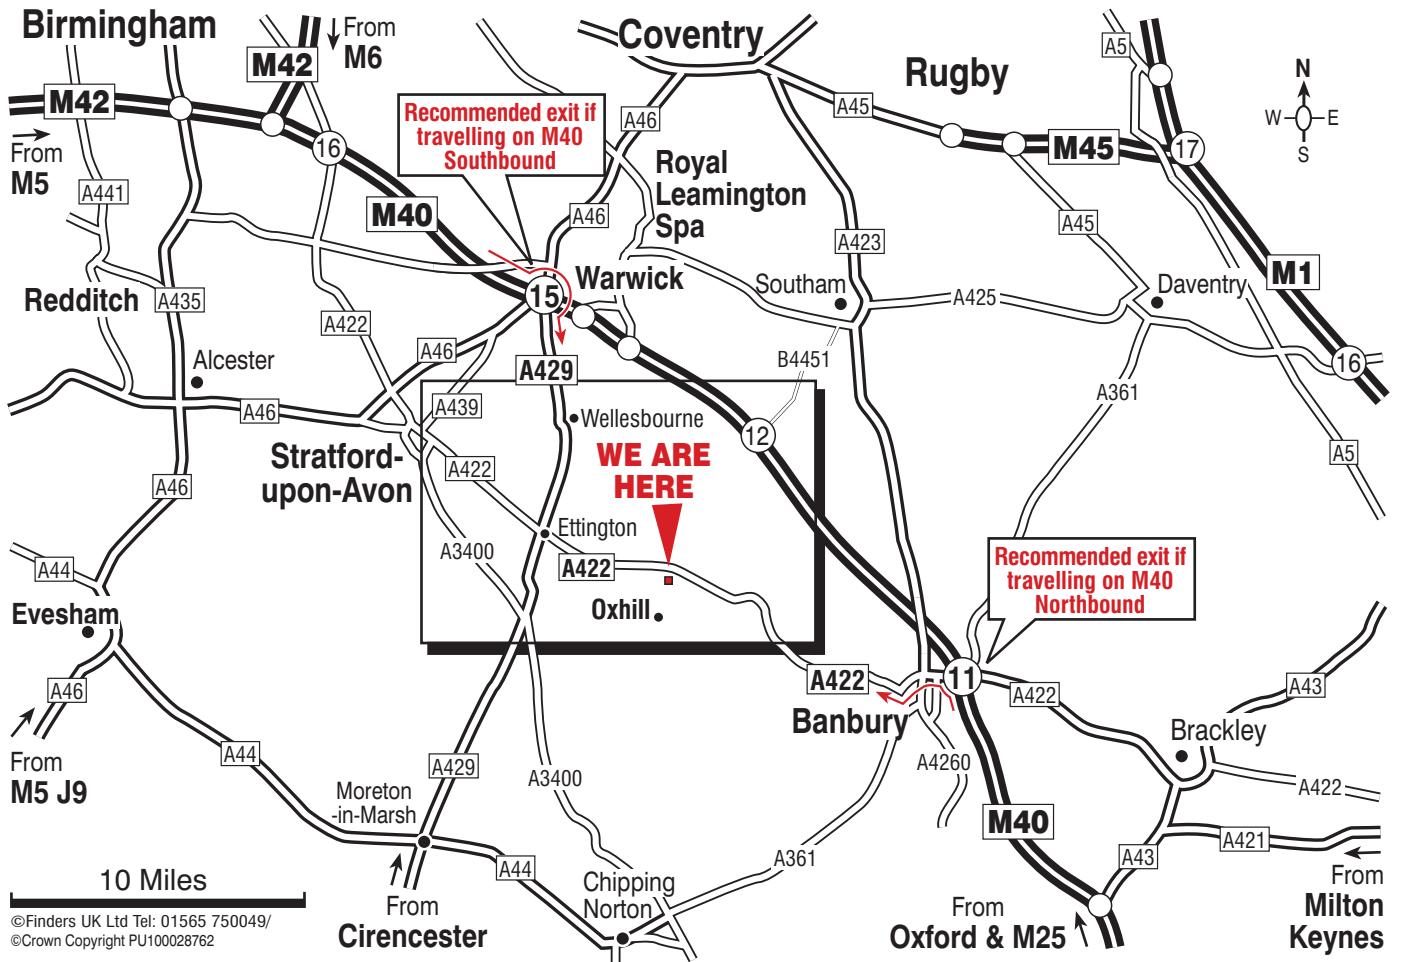 Birmingham
From
M6
M42
Coventry
A5
Rugby
N
W
E
S
M42
From
M5
16
Recommended exit if
travelling on M40
Southbound
A46
A45
M45
17
Royal
Leamington
Spa
A441
M40
A46
A45
A423
Redditch
A435
A422
15
Warwick
Southam
A425
Daventry
M1
Alcester
A46
A429
B4451
16
A361
A46
A439
Wellesbourne
12
A5
Stratford-
upon-Avon
A422
WE ARE
HERE
A46
Ettington
A3400
A422
Oxhill
A44
Evesham
Recommended exit if
travelling on M40
Northbound
A46
From
M5 J9
A422
11
A422
A43
Banbury
Brackley
A44
A429
A3400
A4260
A422
Moreton
-in-Marsh
M40
A421
A44
A361
A43
10 Miles
Chipping
Norton
From
Cirencester
From
Oxford & M25
From
Milton
Keynes
©Finders UK Ltd Tel: 01565 750049/
©Crown Copyright PU100028762